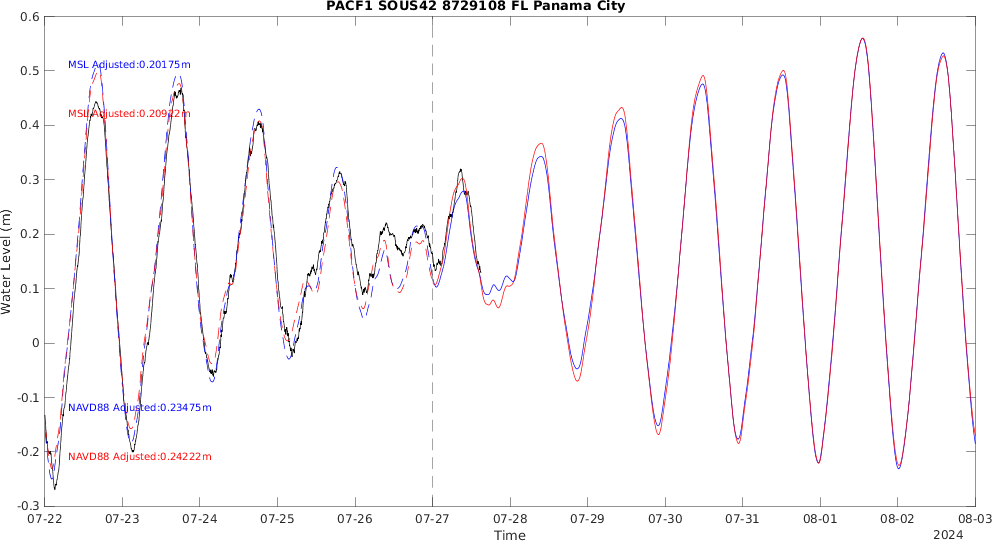 PACF1 SOUS42 8729108 FL Panama City
0.6
0.5
0.4
0.3
0.2
0.1
0
-0.1
-0.2
-0.3
Water Level (m)
MSL Adjusted:0.20175m
MSL Adjusted:0.20922m
NAVD88 Adjusted:0.23475m
NAVD88 Adjusted:0.24222m
07-22 07-23 07-24 07-25 07-26 07-27 07-28 07-29 07-30 07-31 08-01 08-02 08-03
Time
2024